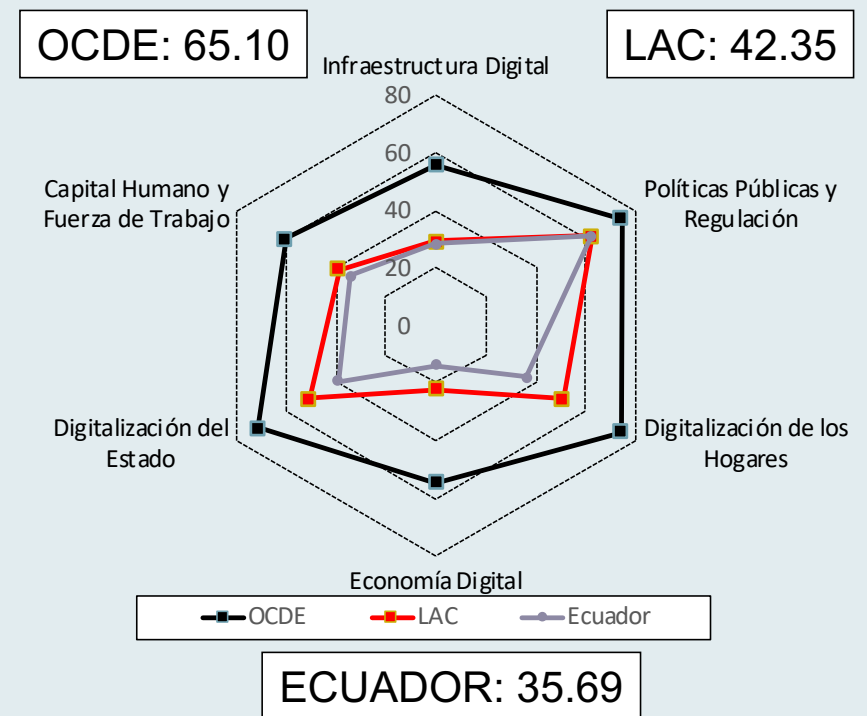 OCDE: 65.10
LAC: 42.35
Infraestructura Digital
80
60
40
20
0
Capital Humano y
Fuerza de Trabajo
Políticas Públicas y
Regulación
Digitalización del
Estado
Digitalización de los
Hogares
Economía Digital
OCDE LAC Ecuador
ECUADOR: 35.69